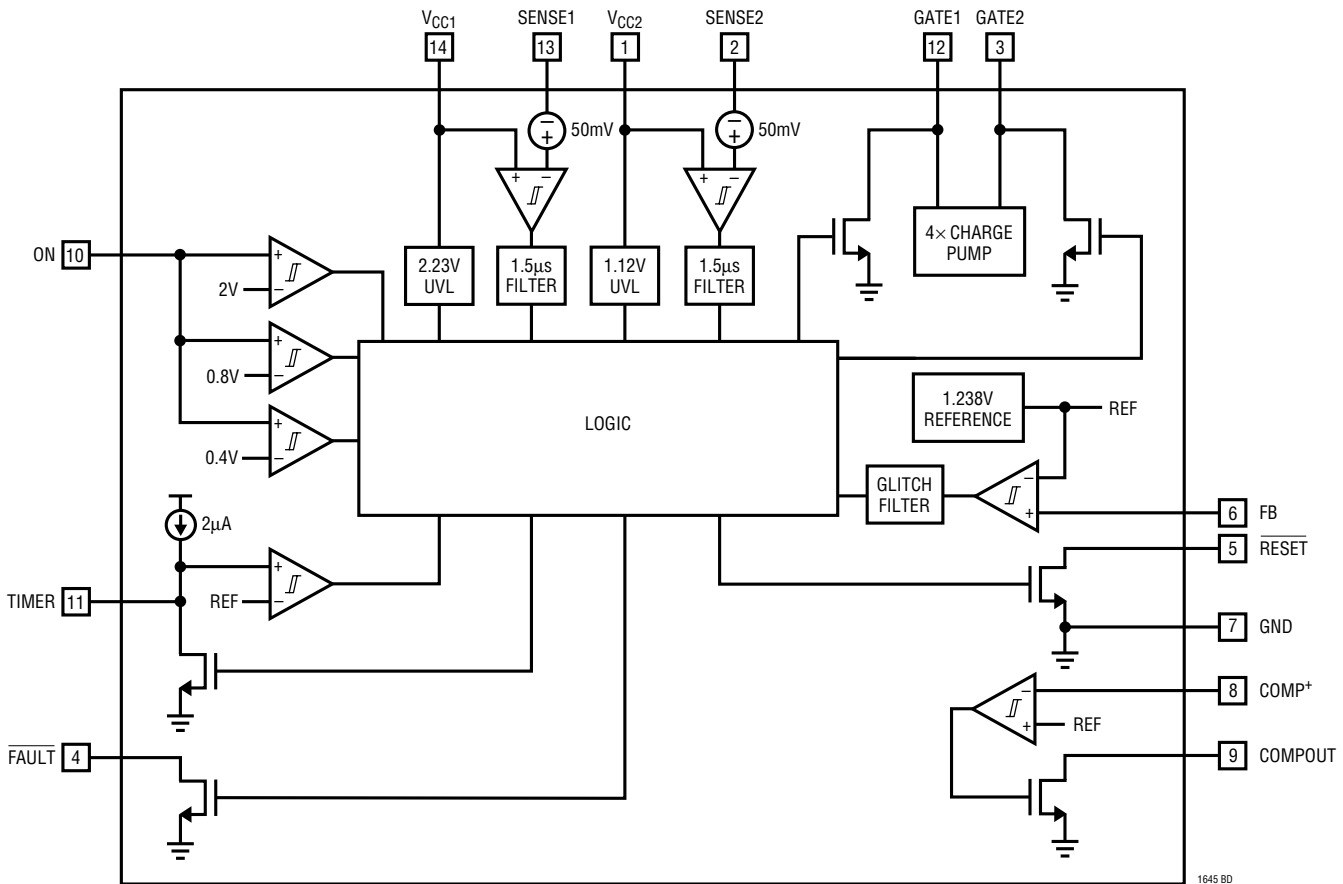 VCC1 SENSE1 VCC2 SENSE2 GATE1 GATE2
14 13 1 2 12 3
− + 50mV − + 50mV
+ − + −
ON 10
+ − 2V
2.23V UVL
1.5µs FILTER
1.12V UVL
1.5µs FILTER
4× CHARGE PUMP
+ − 0.8V
+ − 0.4V
LOGIC
1.238V REFERENCE
REF
GLITCH FILTER
− +
6 FB
5 RESET
2µA
TIMER 11
+ − REF
7 GND
8 COMP+
− + REF
FAULT 4
9 COMPOUT
1645 BD